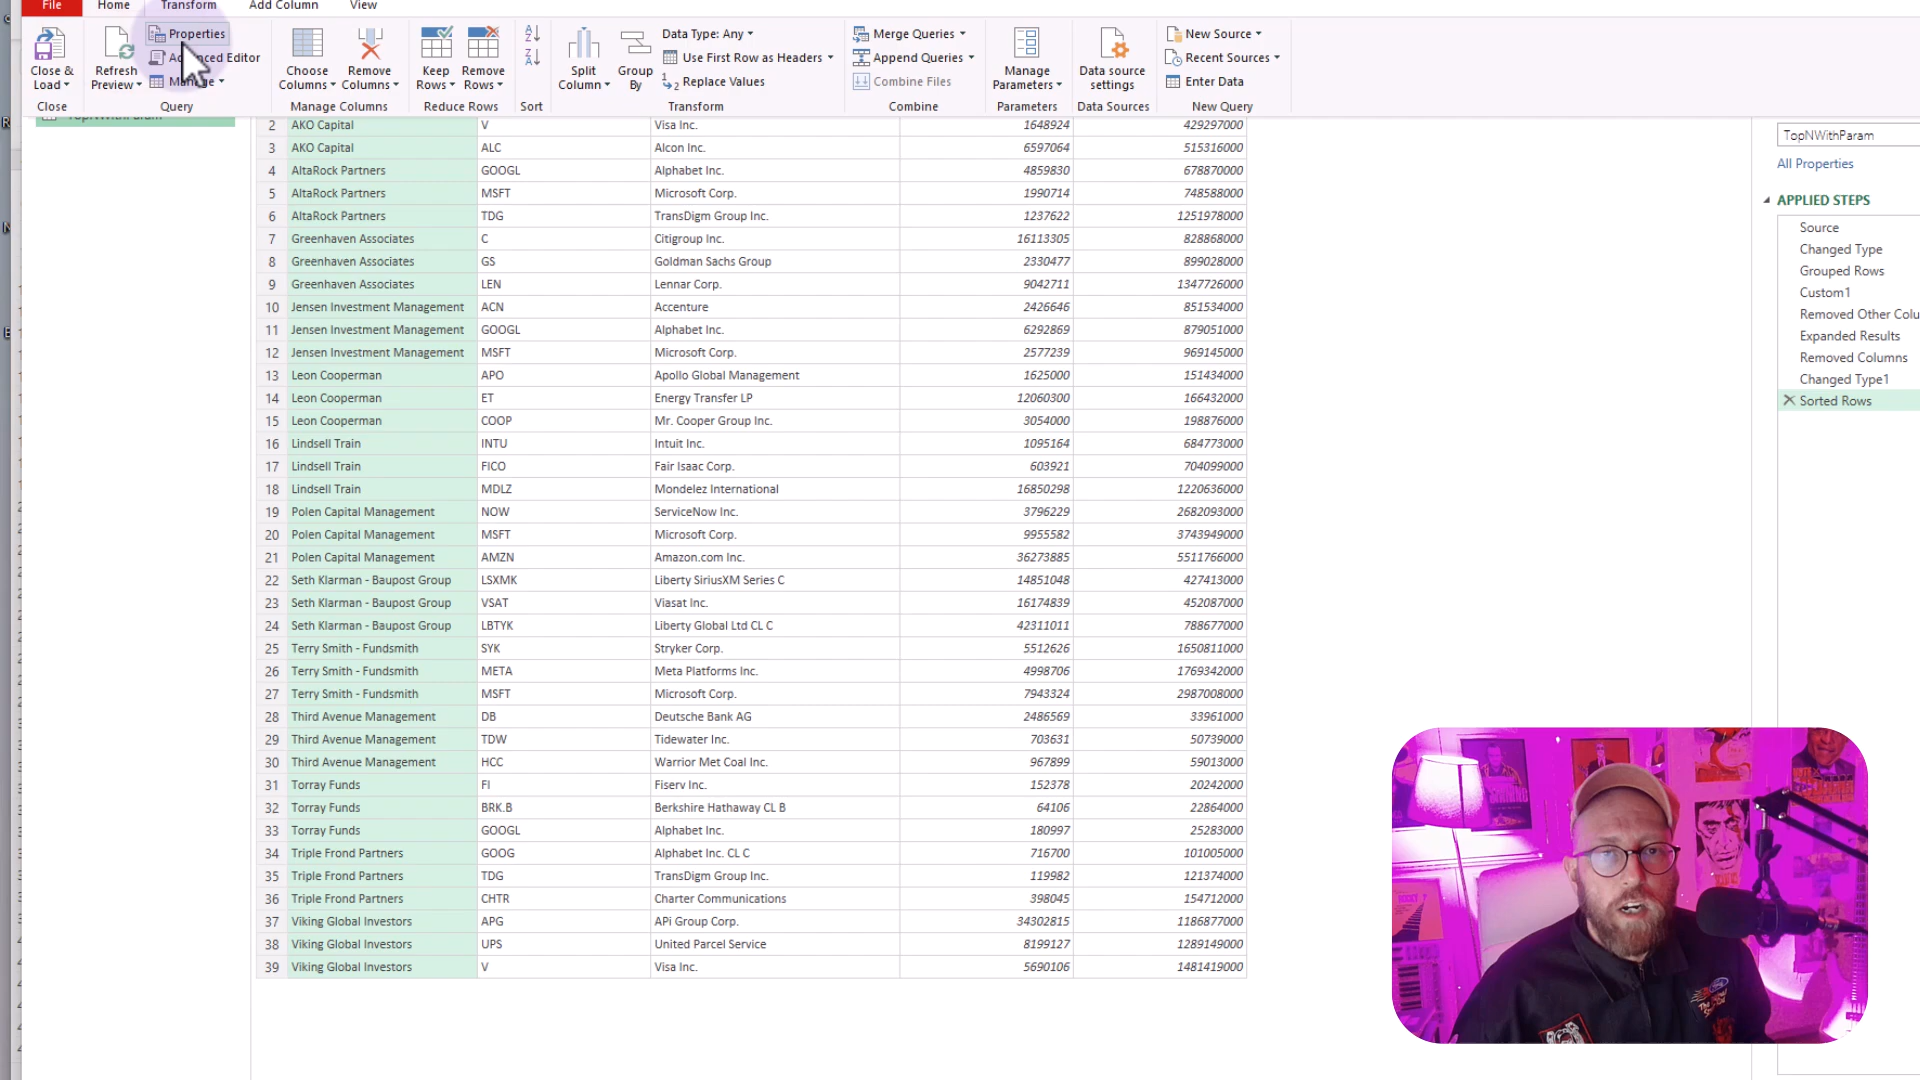 File Home Transform Add Column View
Properties
Advanced Editor
Manage
Close & Load
Refresh Preview
Choose Columns
Remove Columns
Keep Rows
Remove Rows
Split Column
Group By
Data Type: Any
Use First Row as Headers
Replace Values
Merge Queries
Append Queries
Combine Files
Manage Parameters
Data source settings
New Source
Recent Sources
Enter Data
Close Query Manage Columns Reduce Rows Sort Transform Combine Parameters Data Sources New Query
TopNWithParam
2 AKO Capital V Visa Inc. 1648924 429297000
3 AKO Capital ALC Alcon Inc. 6597064 515316000
4 AltaRock Partners GOOGL Alphabet Inc. 4859830 678870000
5 AltaRock Partners MSFT Microsoft Corp. 1990714 748588000
6 AltaRock Partners TDG TransDigm Group Inc. 1237622 1251978000
7 Greenhaven Associates C Citigroup Inc. 16113305 828868000
8 Greenhaven Associates GS Goldman Sachs Group 2330477 899028000
9 Greenhaven Associates LEN Lennar Corp. 9042711 1347726000
10 Jensen Investment Management ACN Accenture 2426646 851534000
11 Jensen Investment Management GOOGL Alphabet Inc. 6292869 879051000
12 Jensen Investment Management MSFT Microsoft Corp. 2577239 969145000
13 Leon Cooperman APO Apollo Global Management 1625000 151434000
14 Leon Cooperman ET Energy Transfer LP 12060300 166432000
15 Leon Cooperman COOP Mr. Cooper Group Inc. 3054000 198876000
16 Lindsell Train INTU Intuit Inc. 1095164 684773000
17 Lindsell Train FICO Fair Isaac Corp. 603921 704099000
18 Lindsell Train MDLZ Mondelez International 16850298 1220636000
19 Polen Capital Management NOW ServiceNow Inc. 3796229 2682093000
20 Polen Capital Management MSFT Microsoft Corp. 9955582 3743949000
21 Polen Capital Management AMZN Amazon.com Inc. 36273885 5511766000
22 Seth Klarman - Baupost Group LSXMK Liberty SiriusXM Series C 14851048 427413000
23 Seth Klarman - Baupost Group VSAT Viasat Inc. 16174839 452087000
24 Seth Klarman - Baupost Group LBTYK Liberty Global Ltd CL C 42311011 788677000
25 Terry Smith - Fundsmith SYK Stryker Corp. 5512626 1650811000
26 Terry Smith - Fundsmith META Meta Platforms Inc. 4998706 1769342000
27 Terry Smith - Fundsmith MSFT Microsoft Corp. 7943324 2987008000
28 Third Avenue Management DB Deutsche Bank AG 2486569 33961000
29 Third Avenue Management TDW Tidewater Inc. 703631 50739000
30 Third Avenue Management HCC Warrior Met Coal Inc. 967899 59013000
31 Torray Funds FI Fiserv Inc. 152378 20242000
32 Torray Funds BRK.B Berkshire Hathaway CL B 64106 22864000
33 Torray Funds GOOGL Alphabet Inc. 180997 25283000
34 Triple Frond Partners GOOG Alphabet Inc. CL C 716700 101005000
35 Triple Frond Partners TDG TransDigm Group Inc. 119982 121374000
36 Triple Frond Partners CHTR Charter Communications 398045 154712000
37 Viking Global Investors APG APi Group Corp. 34302815 1186877000
38 Viking Global Investors UPS United Parcel Service 8199127 1289149000
39 Viking Global Investors V Visa Inc. 5690106 1481419000
TopNWithParam
All Properties
APPLIED STEPS
Source
Changed Type
Grouped Rows
Custom1
Removed Other Colu
Expanded Results
Removed Columns
Changed Type1
Sorted Rows